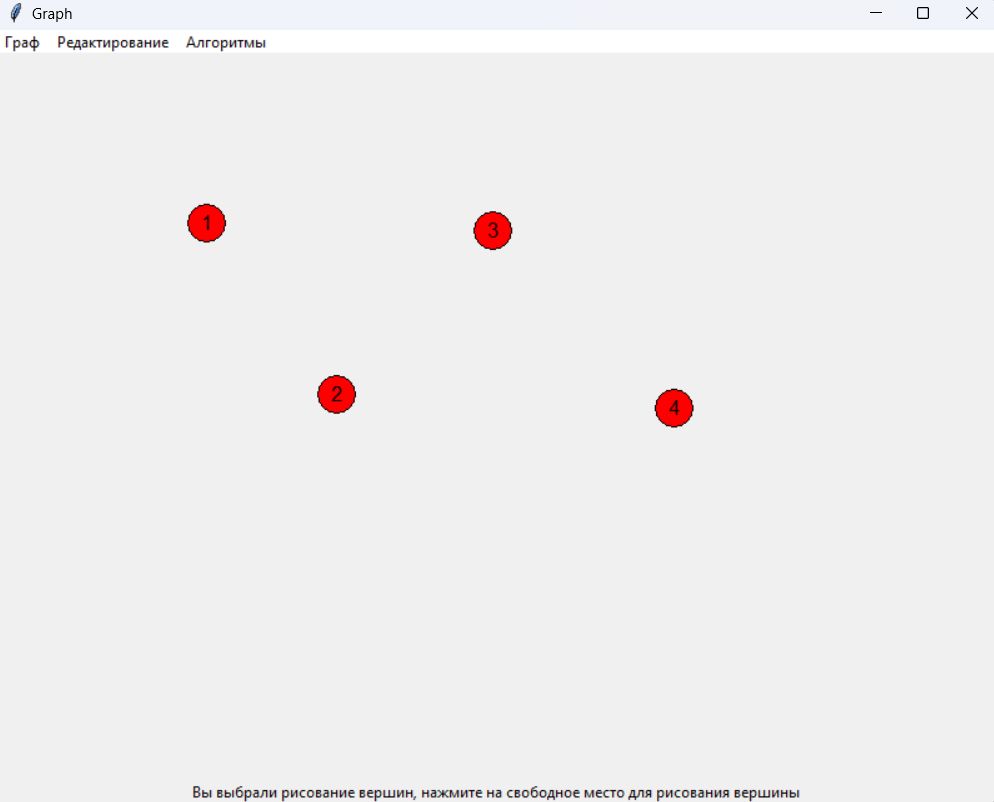 Graph
Граф Редактирование Алгоритмы
1
3
2
4
Вы выбрали рисование вершин, нажмите на свободное место для рисования вершины